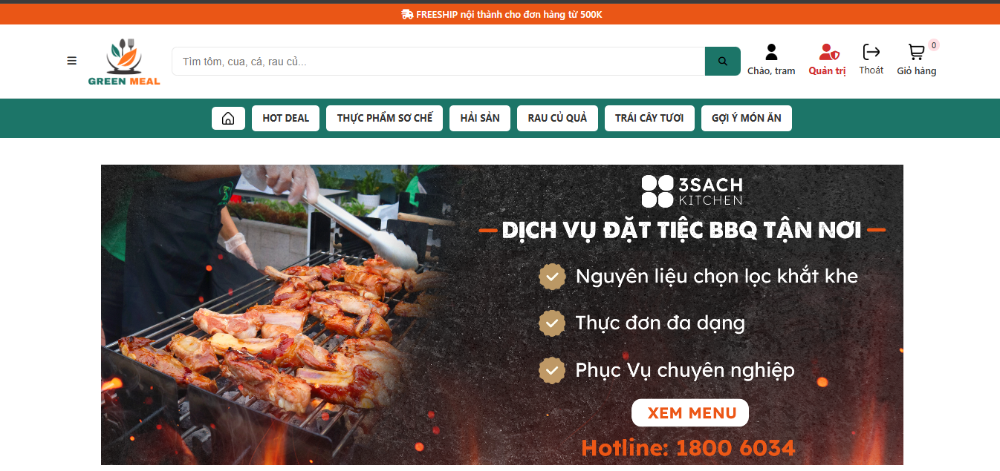 FREESHIP nội thành cho đơn hàng từ 500K
GREEN MEAL
Tìm tôm, cua, cá, rau củ...
Chào, tram
Quản trị
Thoát
0
Giỏ hàng
HOT DEAL
THỰC PHẨM SƠ CHẾ
HẢI SẢN
RAU CỦ QUẢ
TRÁI CÂY TƯƠI
GỢI Ý MÓN ĂN
3SACH
KITCHEN
DỊCH VỤ ĐẶT TIỆC BBQ TẬN NƠI
Nguyên liệu chọn lọc khắt khe
Thực đơn đa dạng
Phục Vụ chuyên nghiệp
XEM MENU
Hotline: 1800 6034